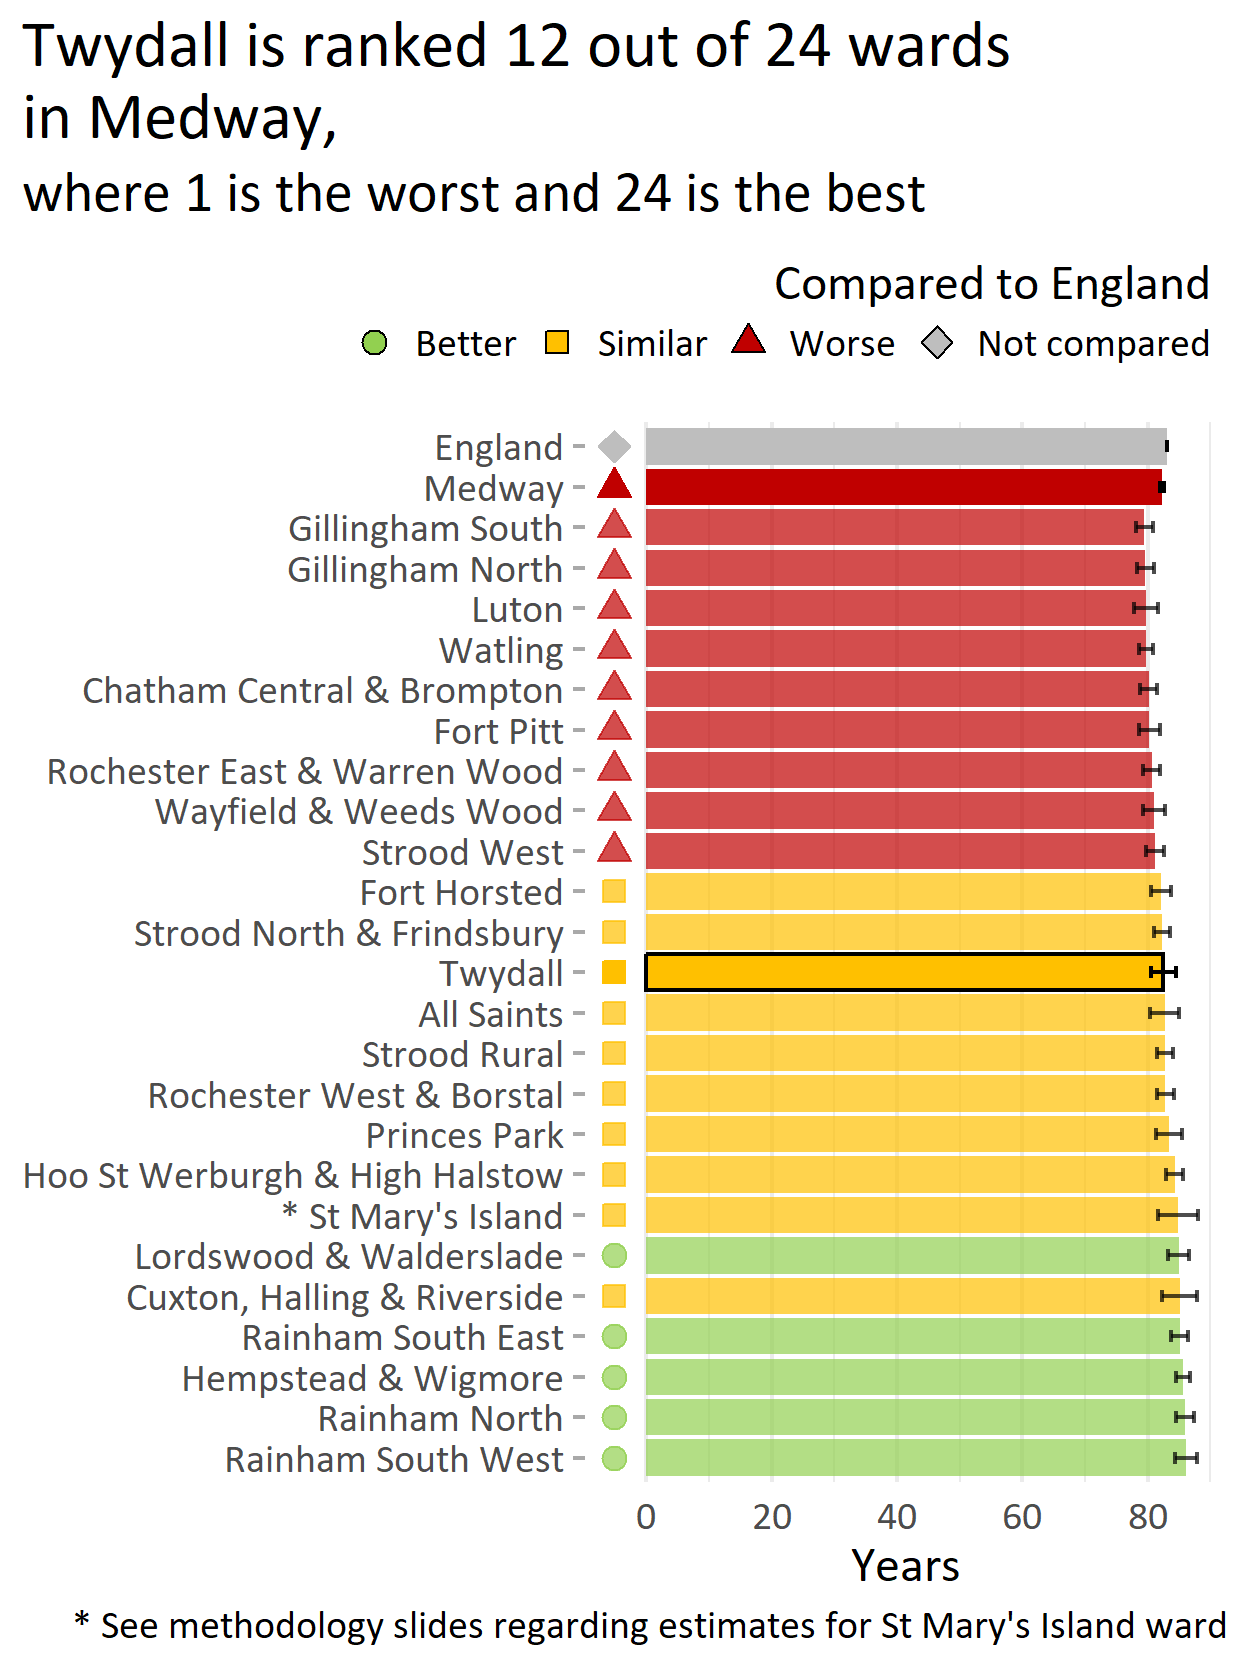 Twydall is ranked 12 out of 24 wards
in Medway,
where 1 is the worst and 24 is the best
Compared to England
Better Similar Worse Not compared
England
Medway
Gillingham South
Gillingham North
Luton
Watling
Chatham Central & Brompton
Fort Pitt
Rochester East & Warren Wood
Wayfield & Weeds Wood
Strood West
Fort Horsted
Strood North & Frindsbury
Twydall
All Saints
Strood Rural
Rochester West & Borstal
Princes Park
Hoo St Werburgh & High Halstow
* St Mary's Island
Lordswood & Walderslade
Cuxton, Halling & Riverside
Rainham South East
Hempstead & Wigmore
Rainham North
Rainham South West
0 20 40 60 80
Years
* See methodology slides regarding estimates for St Mary's Island ward